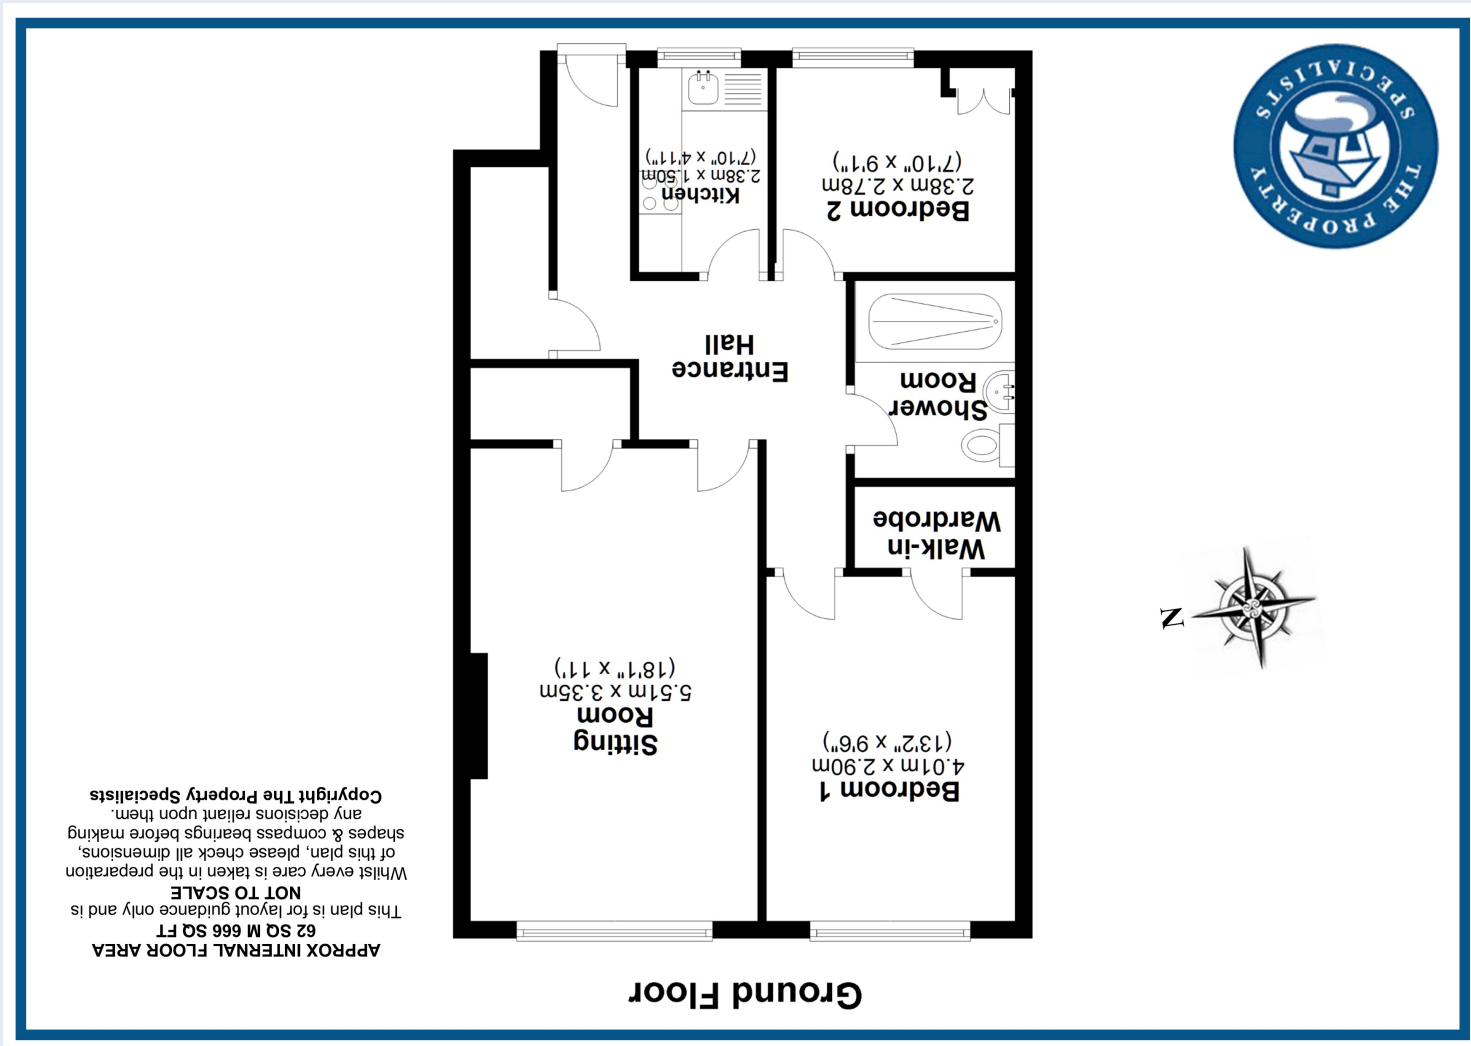 Ground Floor
Bedroom 1
4.01m x 2.90m
(13'2" x 9'6")
Sitting
Room
5.51m x 3.35m
(18'1" x 11')
Walk-in
Wardrobe
Shower
Room
Entrance
Hall
Bedroom 2
2.38m x 2.78m
(7'10" x 9'1")
Kitchen
2.38m x 1.50m
(7'10" x 4'11")
APPROX INTERNAL FLOOR AREA
62 SQ M 666 SQ FT
This plan is for layout guidance only and is
NOT TO SCALE
Whilst every care is taken in the preparation
of this plan, please check all dimensions,
shapes & compass bearings before making
any decisions reliant upon them.
Copyright The Property Specialists
N
THE PROPERTY
SPECIALISTS